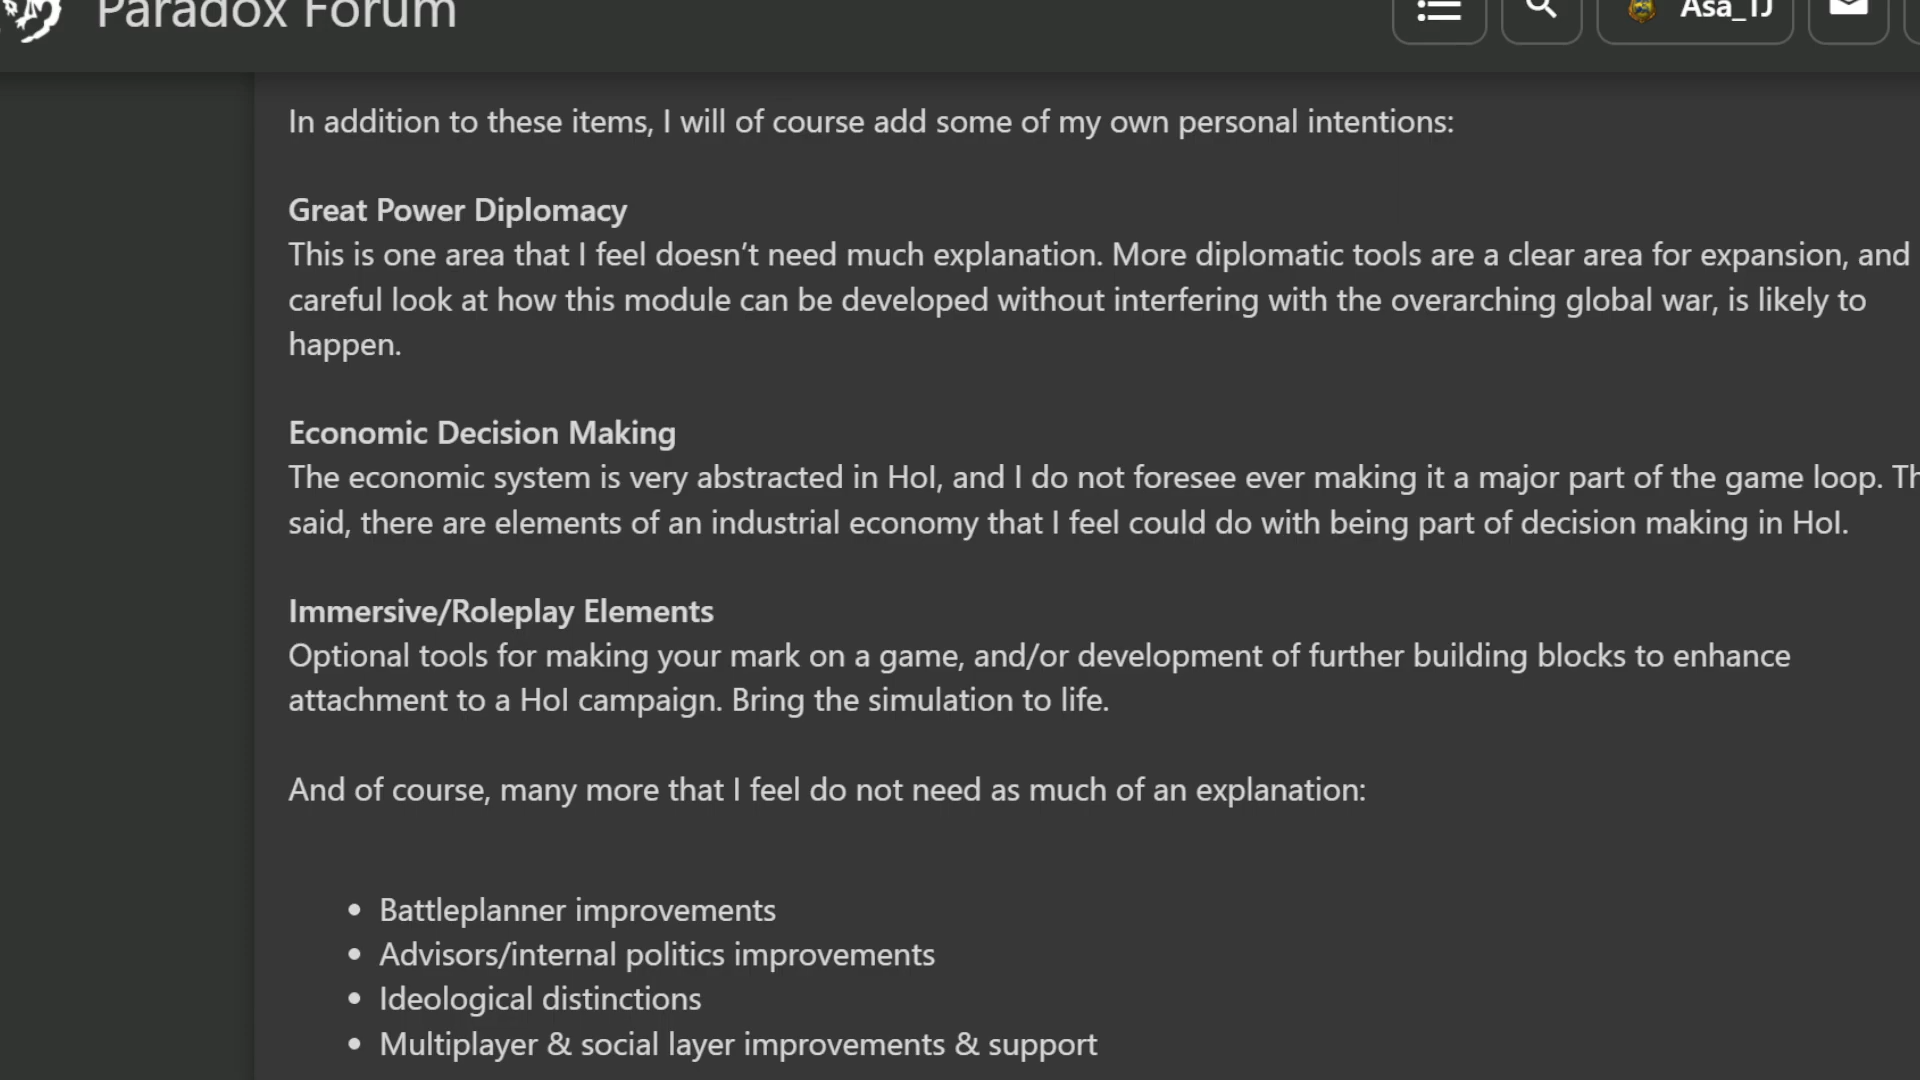 Paradox Forum
Asa_TJ
In addition to these items, I will of course add some of my own personal intentions:
Great Power Diplomacy
This is one area that I feel doesn’t need much explanation. More diplomatic tools are a clear area for expansion, and
careful look at how this module can be developed without interfering with the overarching global war, is likely to
happen.
Economic Decision Making
The economic system is very abstracted in HoI, and I do not foresee ever making it a major part of the game loop.
said, there are elements of an industrial economy that I feel could do with being part of decision making in HoI.
Immersive/Roleplay Elements
Optional tools for making your mark on a game, and/or development of further building blocks to enhance
attachment to a HoI campaign. Bring the simulation to life.
And of course, many more that I feel do not need as much of an explanation:
• Battleplanner improvements
• Advisors/internal politics improvements
• Ideological distinctions
• Multiplayer & social layer improvements & support